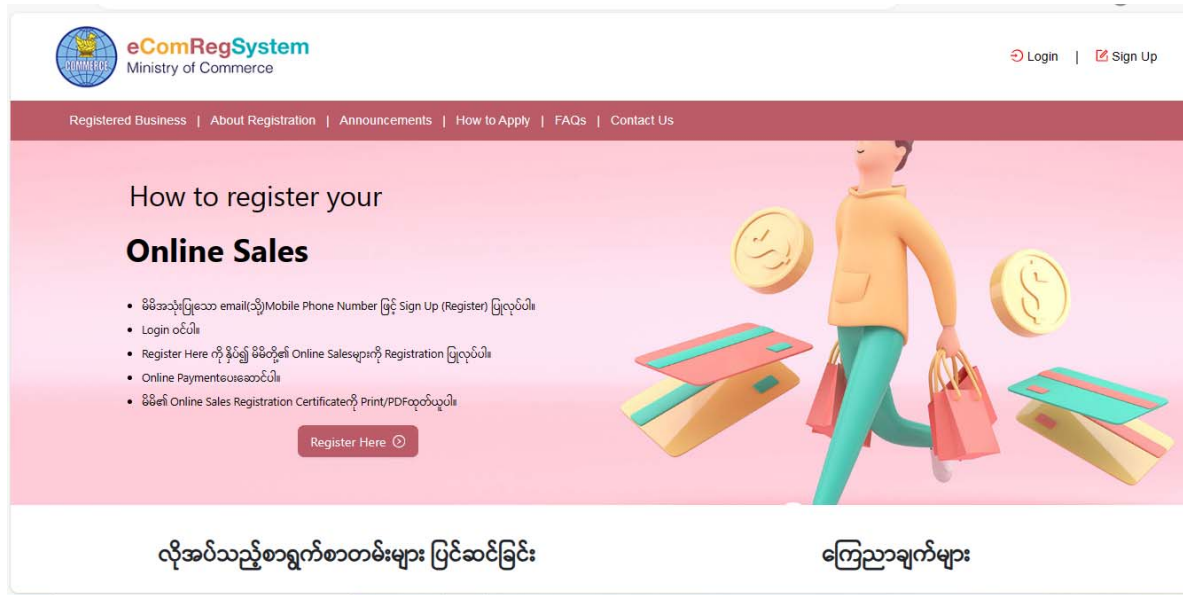 COMMERCE
eComRegSystem
Ministry of Commerce
Login | Sign Up
Registered Business | About Registration | Announcements | How to Apply | FAQs | Contact Us
How to register your
Online Sales
• မိမိအသုံးပြုသော email(သို့)Mobile Phone Number ဖြင့် Sign Up (Register) ပြုလုပ်ပါ။
• Login ဝင်ပါ။
• Register Here ကို နှိပ်၍ မိမိတို့၏ Online Salesများကို Registration ပြုလုပ်ပါ။
• Online Paymentပေးဆောင်ပါ။
• မိမိ၏ Online Sales Registration Certificateကို Print/PDFထုတ်ယူပါ။
Register Here
လိုအပ်သည့်စာရွက်စာတမ်းများ ပြင်ဆင်ခြင်း
ကြေညာချက်များ